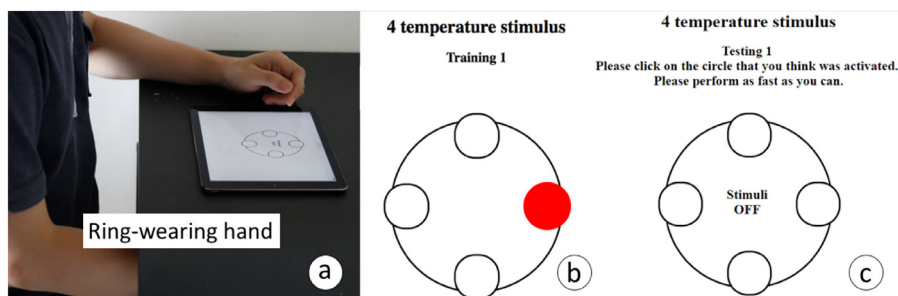 Ring-wearing hand
a
4 temperature stimulus
Training 1
b
4 temperature stimulus
Testing 1
Please click on the circle that you think was activated.
Please perform as fast as you can.
Stimuli
OFF
c